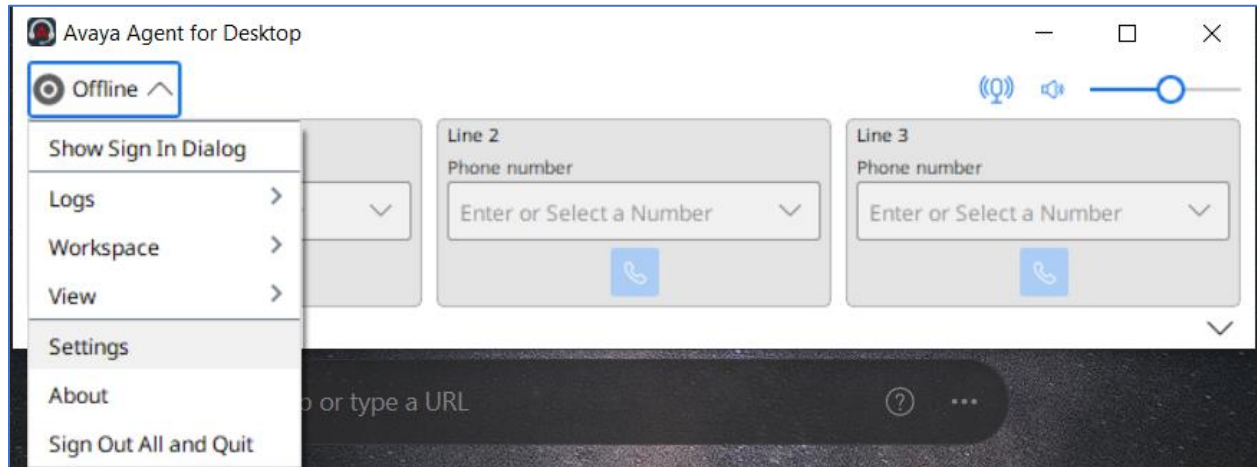 Avaya Agent for Desktop
Offline
Show Sign In Dialog
Logs
Workspace
View
Settings
About
Sign Out All and Quit
Line 2
Phone number
Enter or Select a Number
Line 3
Phone number
Enter or Select a Number
or type a URL